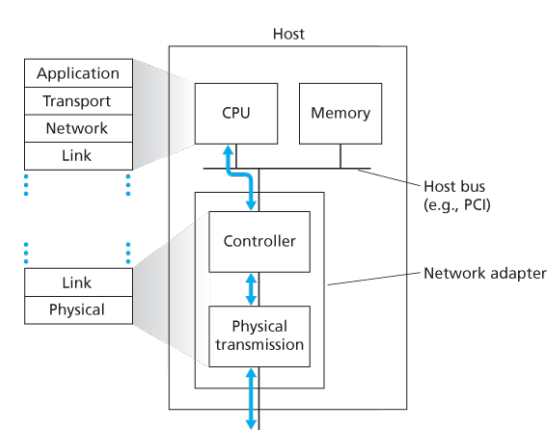 Host
Application
Transport
Network
Link
CPU
Memory
Host bus
(e.g., PCI)
Controller
Network adapter
Link
Physical
Physical
transmission